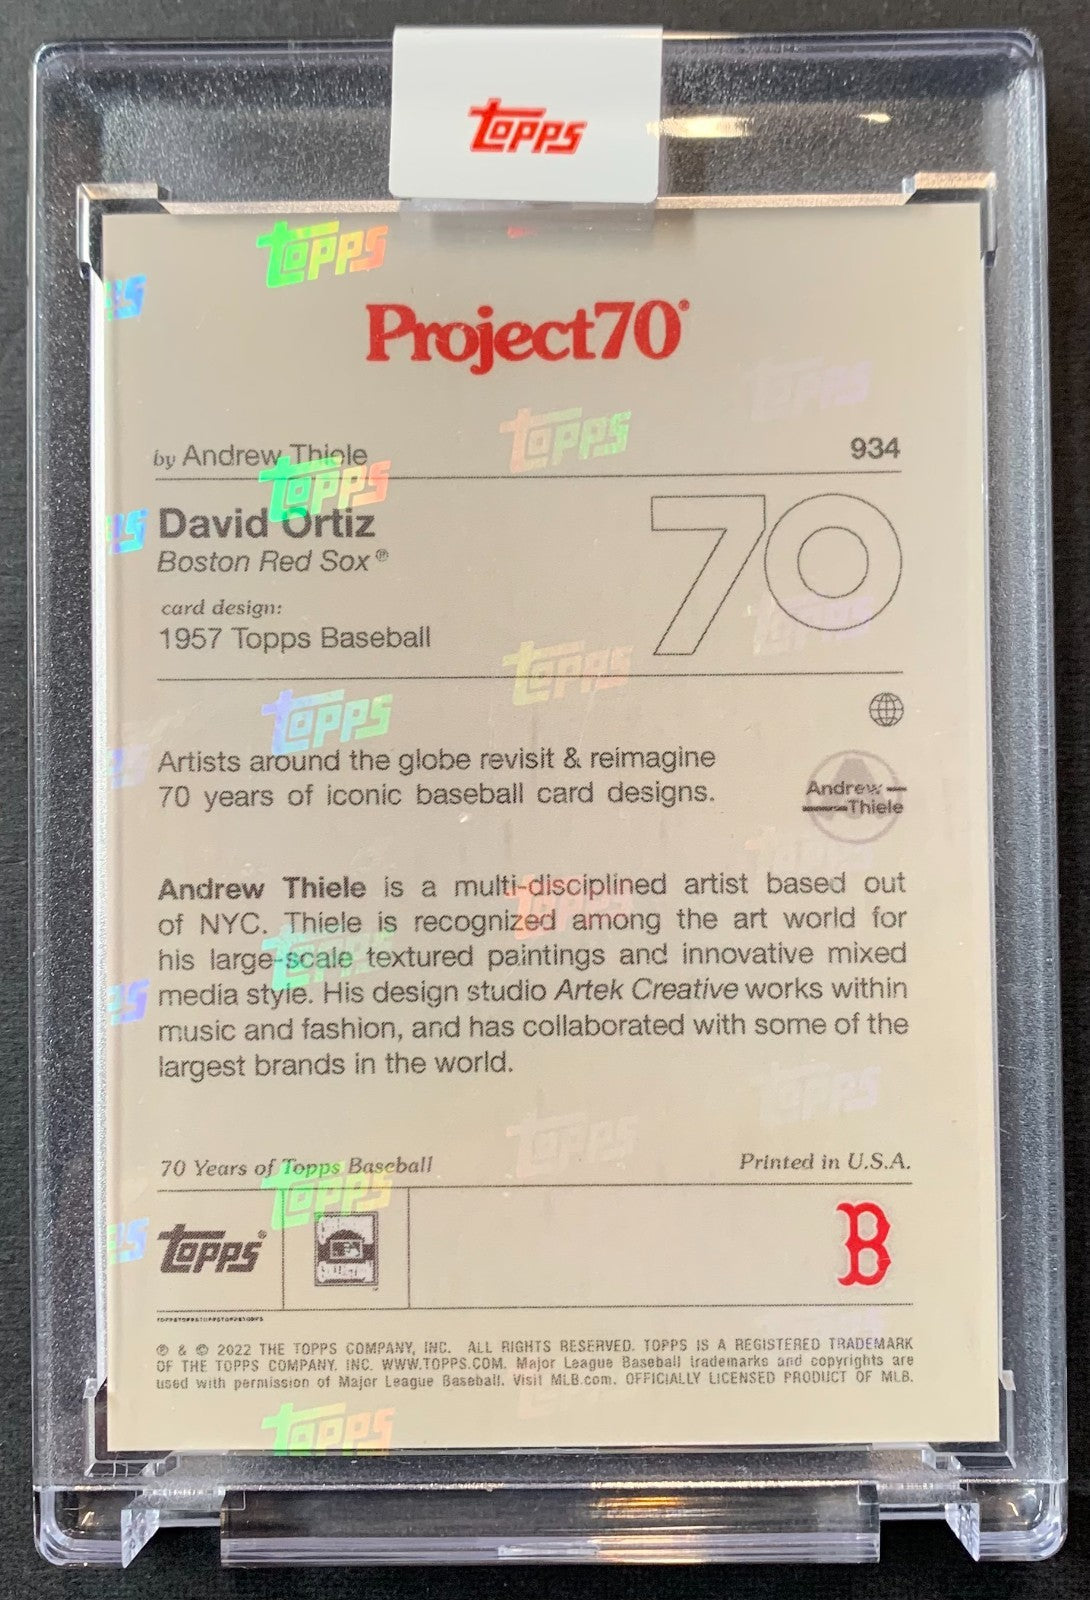 Topps
Project70®
by Andrew Thiele
934
David Ortiz
Boston Red Sox®
70
card design:
1957 Topps Baseball
Artists around the globe revisit & reimagine
70 years of iconic baseball card designs.
Andrew
Thiele
Andrew Thiele is a multi-disciplined artist based out
of NYC. Thiele is recognized among the art world for
his large-scale textured paintings and innovative mixed
media style. His design studio Artek Creative works within
music and fashion, and has collaborated with some of the
largest brands in the world.
70 Years of Topps Baseball
Printed in U.S.A.
Topps®
B
® & © 2022 THE TOPPS COMPANY, INC. ALL RIGHTS RESERVED. TOPPS IS A REGISTERED TRADEMARK
OF THE TOPPS COMPANY, INC. WWW.TOPPS.COM. Major League Baseball trademarks and copyrights are
used with permission of Major League Baseball. Visit MLB.com. OFFICIALLY LICENSED PRODUCT OF MLB.